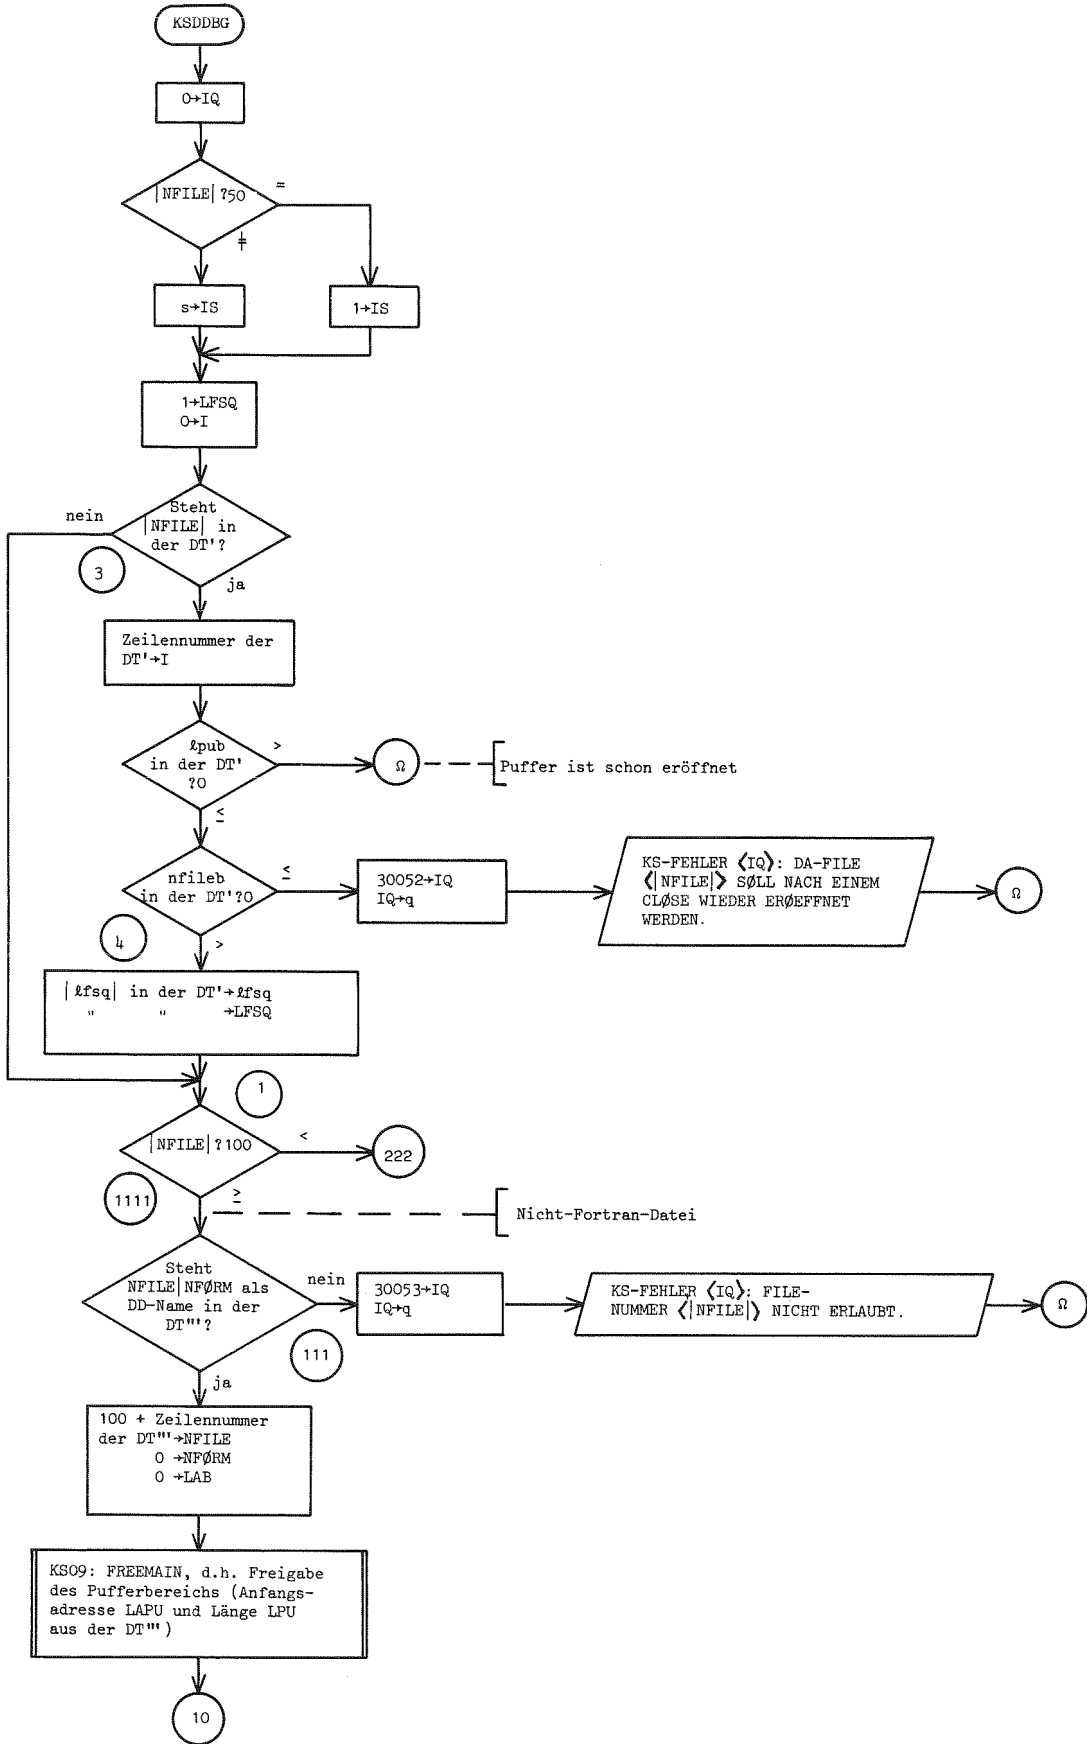 KSDDBG
0→IQ
|NFILE| ?50
=
≠
s→IS
1→IS
1→LFSQ
0→I
Steht
|NFILE| in
der DT'?
nein
3
ja
Zeilennummer der
DT'→I
ℓpub
in der DT'
?0
>
Ω
Puffer ist schon eröffnet
≤
nfileb
in der DT'?0
≤
30052→IQ
IQ→q
KS-FEHLER <IQ>: DA-FILE
<|NFILE|> SØLL NACH EINEM
CLØSE WIEDER ERØEFFNET
WERDEN.
Ω
4
>
|ℓfsq| in der DT'→ℓfsq
" " →LFSQ
1
|NFILE| ?100
<
222
1111
≥
Nicht-Fortran-Datei
Steht
NFILE|NFØRM als
DD-Name in der
DT"'?
nein
30053→IQ
IQ→q
KS-FEHLER <IQ>: FILE-
NUMMER <|NFILE|> NICHT ERLAUBT.
Ω
111
ja
100 + Zeilennummer
der DT"'→NFILE
0 →NFØRM
0 →LAB
KS09: FREEMAIN, d.h. Freigabe
des Pufferbereichs (Anfangs-
adresse LAPU und Länge LPU
aus der DT"')
10